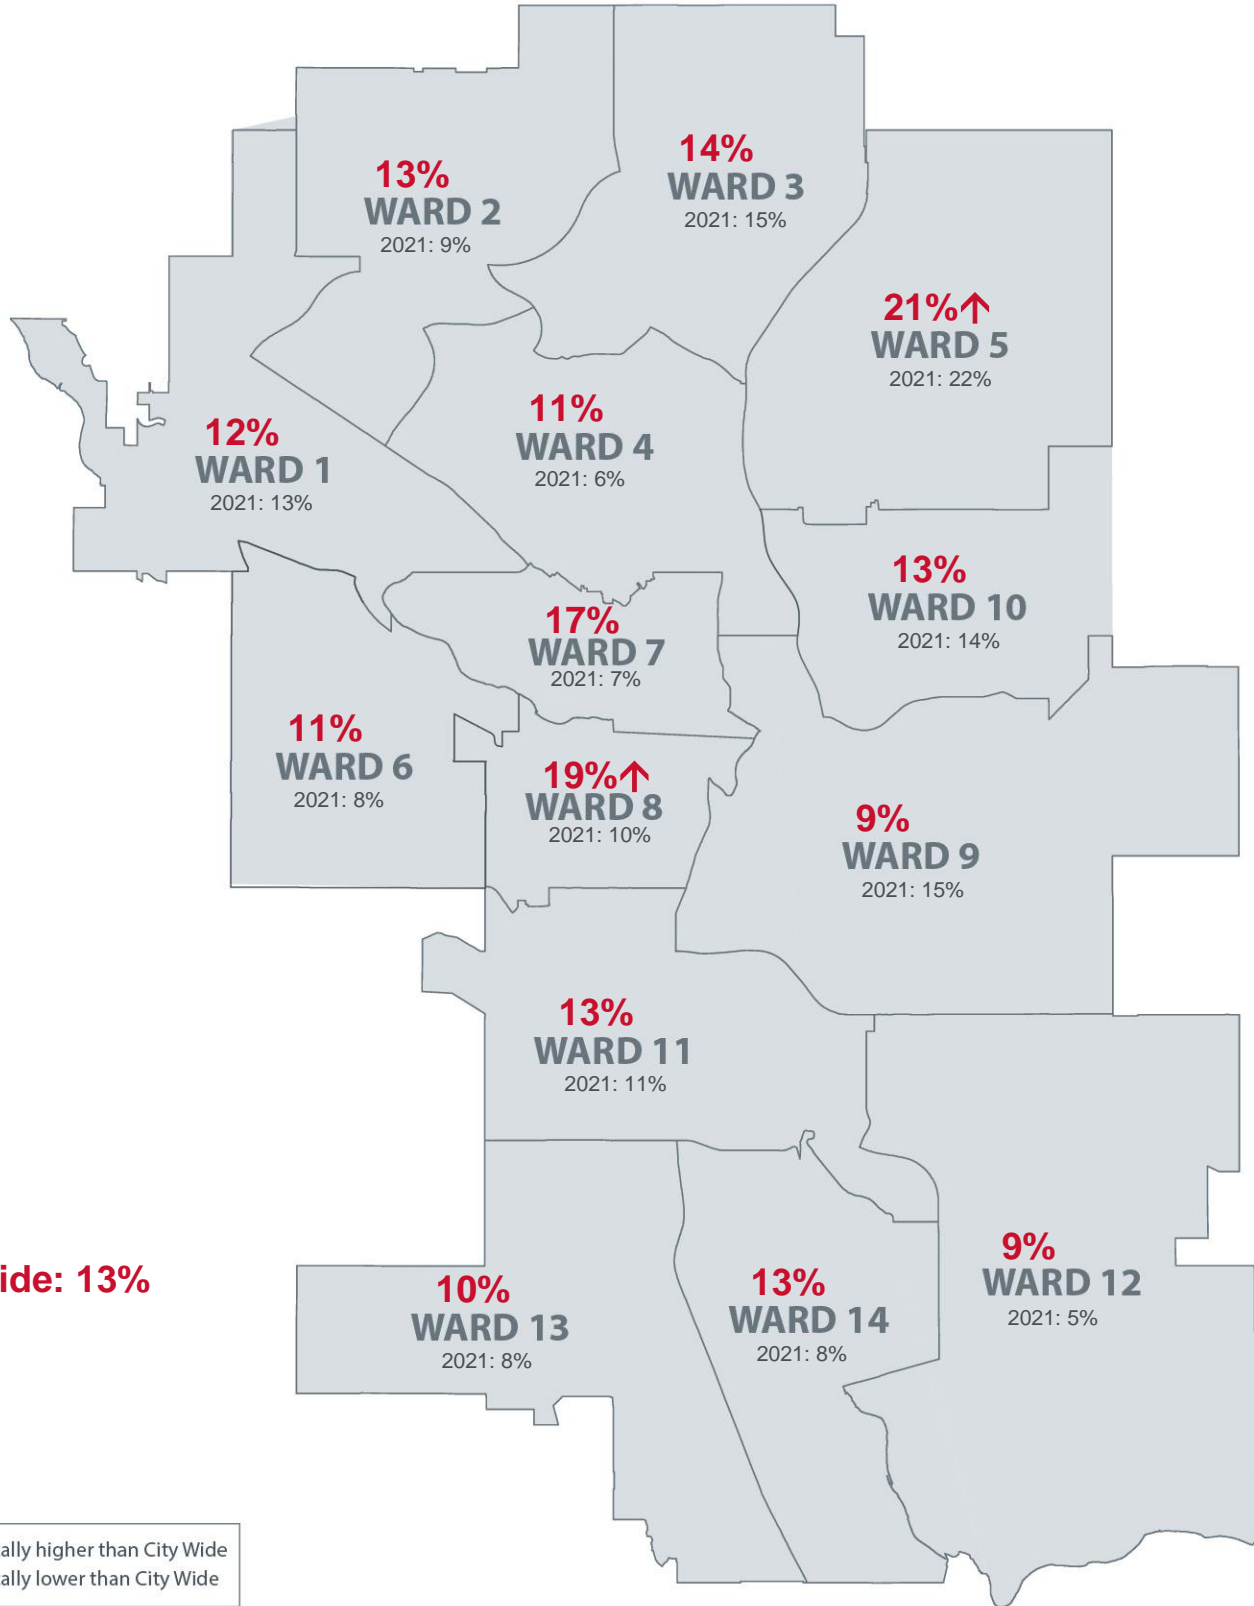 14%
WARD 3
2021: 15%
13%
WARD 2
2021: 9%
21%↑
WARD 5
2021: 22%
11%
WARD 4
2021: 6%
12%
WARD 1
2021: 13%
13%
WARD 10
2021: 14%
17%
WARD 7
2021: 7%
11%
WARD 6
2021: 8%
19%↑
WARD 8
2021: 10%
9%
WARD 9
2021: 15%
13%
WARD 11
2021: 11%
9%
WARD 12
2021: 5%
ide: 13%
10%
WARD 13
2021: 8%
13%
WARD 14
2021: 8%
ally higher than City Wide
ally lower than City Wide